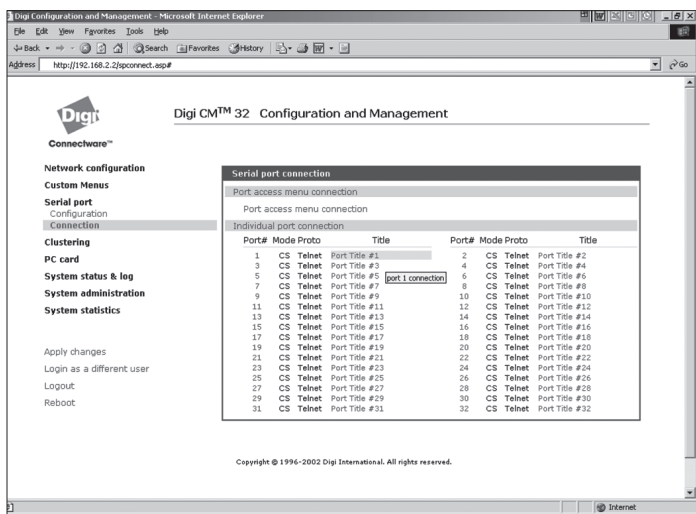 Digi Configuration and Management - Microsoft Internet Explorer
File Edit View Favorites Tools Help
Back Search Favorites History
Address http://192.168.2.2/spconnect.asp# Go
Digi
Connectware™
Digi CM™ 32 Configuration and Management
Network configuration
Custom Menus
Serial port
Configuration
Connection
Clustering
PC card
System status & log
System administration
System statistics
Apply changes
Login as a different user
Logout
Reboot
Serial port connection
Port access menu connection
Port access menu connection
Individual port connection
Port# Mode Proto Title Port# Mode Proto Title
1 CS Telnet Port Title #1 2 CS Telnet Port Title #2
3 CS Telnet Port Title #3 4 CS Telnet Port Title #4
5 CS Telnet Port Title #5 port 1 connection 6 CS Telnet Port Title #6
7 CS Telnet Port Title #7 8 CS Telnet Port Title #8
9 CS Telnet Port Title #9 10 CS Telnet Port Title #10
11 CS Telnet Port Title #11 12 CS Telnet Port Title #12
13 CS Telnet Port Title #13 14 CS Telnet Port Title #14
15 CS Telnet Port Title #15 16 CS Telnet Port Title #16
17 CS Telnet Port Title #17 18 CS Telnet Port Title #18
19 CS Telnet Port Title #19 20 CS Telnet Port Title #20
21 CS Telnet Port Title #21 22 CS Telnet Port Title #22
23 CS Telnet Port Title #23 24 CS Telnet Port Title #24
25 CS Telnet Port Title #25 26 CS Telnet Port Title #26
27 CS Telnet Port Title #27 28 CS Telnet Port Title #28
29 CS Telnet Port Title #29 30 CS Telnet Port Title #30
31 CS Telnet Port Title #31 32 CS Telnet Port Title #32
Copyright © 1996-2002 Digi International. All rights reserved.
Internet